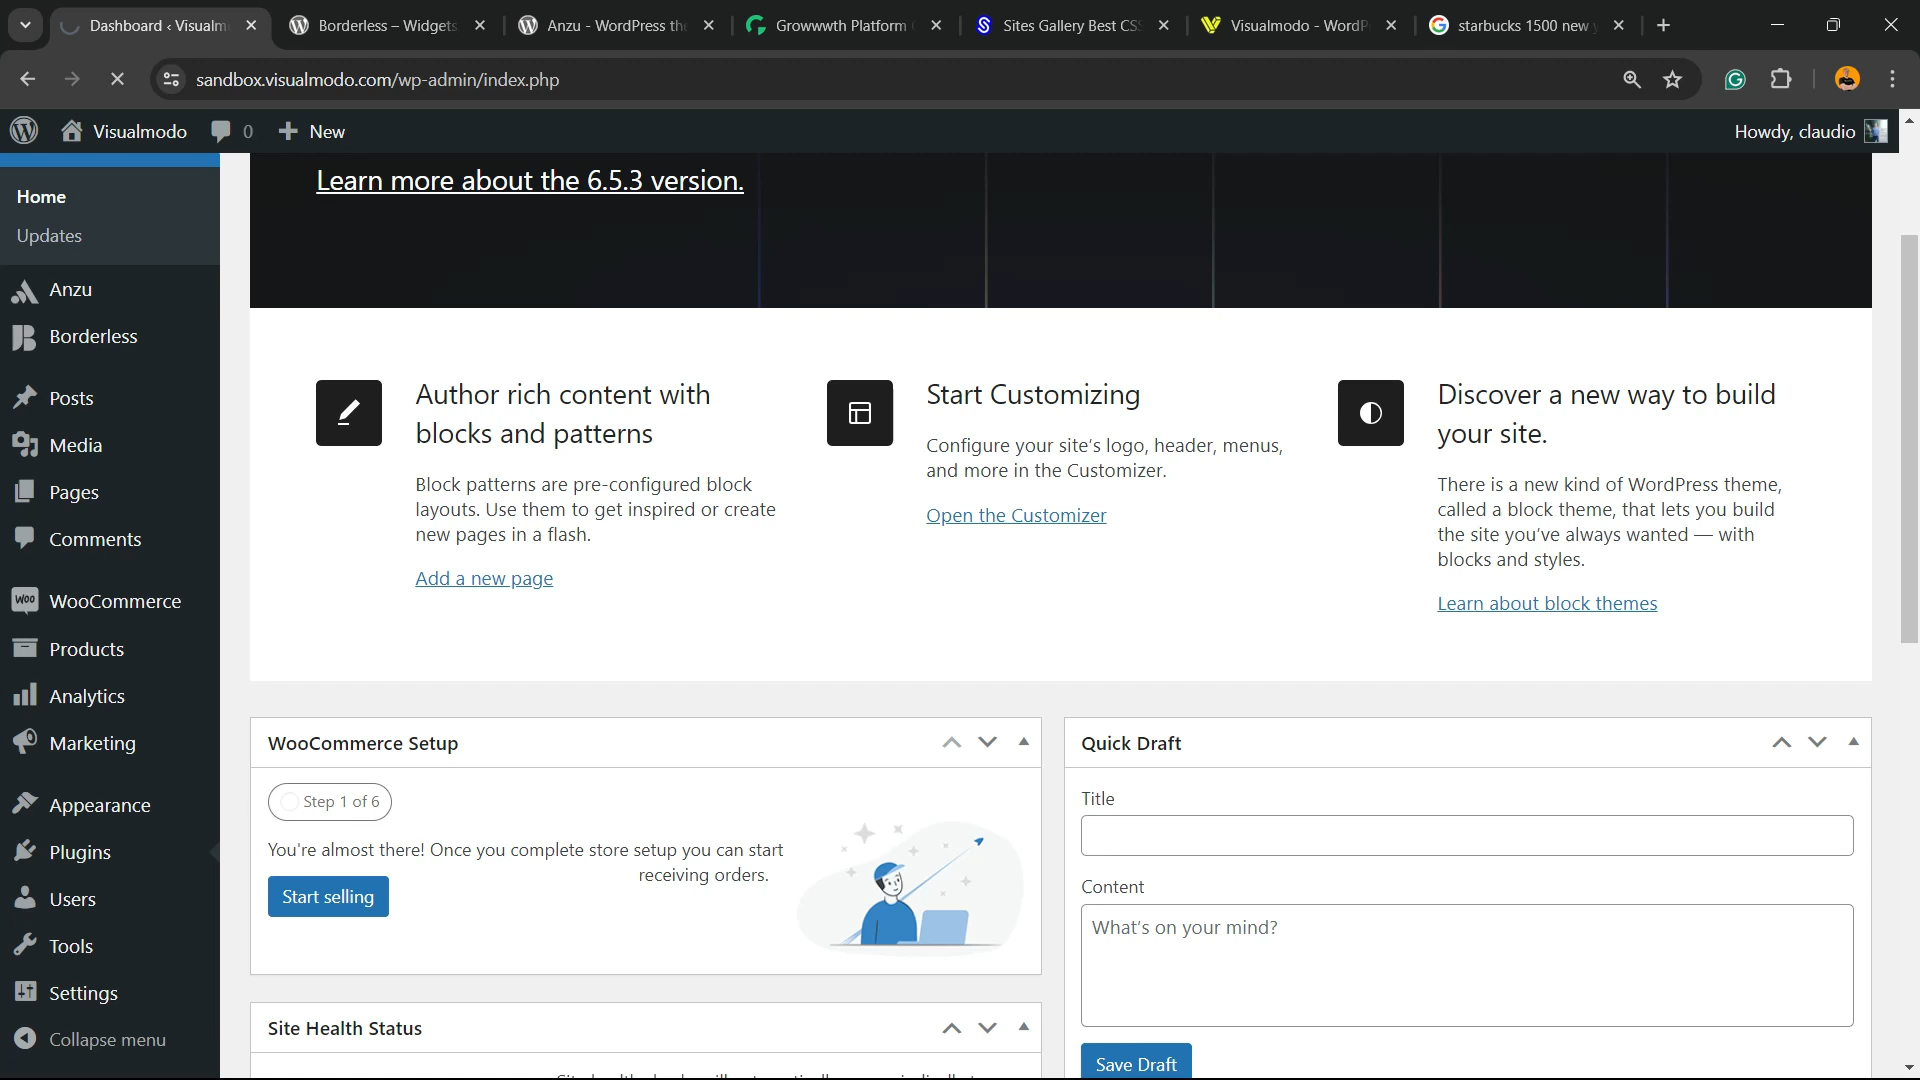 Dashboard ‹ Visualm
Borderless – Widgets
Anzu - WordPress th
Growwwth Platform
Sites Gallery Best CS
Visualmodo - WordP
starbucks 1500 new
sandbox.visualmodo.com/wp-admin/index.php
Visualmodo
0
New
Howdy, claudio
Home
Updates
Anzu
Borderless
Posts
Media
Pages
Comments
WooCommerce
Products
Analytics
Marketing
Appearance
Plugins
Users
Tools
Settings
Collapse menu
Learn more about the 6.5.3 version.
Author rich content with
blocks and patterns
Block patterns are pre-configured block
layouts. Use them to get inspired or create
new pages in a flash.
Add a new page
Start Customizing
Configure your site's logo, header, menus,
and more in the Customizer.
Open the Customizer
Discover a new way to build
your site.
There is a new kind of WordPress theme,
called a block theme, that lets you build
the site you've always wanted — with
blocks and styles.
Learn about block themes
WooCommerce Setup
Step 1 of 6
You're almost there! Once you complete store setup you can start
receiving orders.
Start selling
Site Health Status
Quick Draft
Title
Content
What's on your mind?
Save Draft